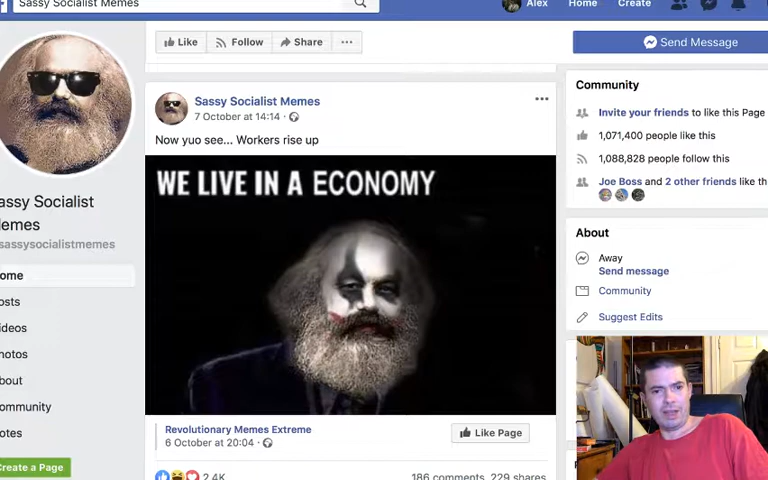 Sassy Socialist Memes
Alex Home Create
Like Follow Share ...
Send Message
Sassy Socialist Memes
7 October at 14:14
Now yuo see... Workers rise up
WE LIVE IN A ECONOMY
Revolutionary Memes Extreme
6 October at 20:04
Like Page
2.4K
186 comments 229 shares
assy Socialist
emes
sassysocialistmemes
ome
osts
ideos
hotos
bout
ommunity
otes
Create a Page
Community
Invite your friends to like this Page
1,071,400 people like this
1,088,828 people follow this
Joe Boss and 2 other friends like th
About
Away
Send message
Community
Suggest Edits